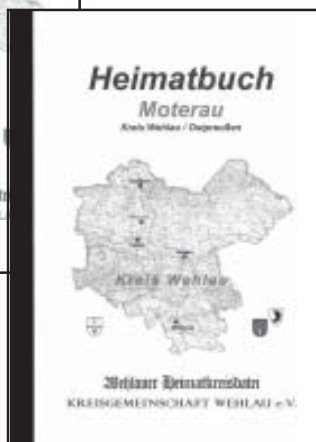 Heimatbuch
Moterau
Kreis Wehlau / Ostpreußen
Kreis Wehlau
Wehlauer Heimatkreisdatei
KREISGEMEINSCHAFT WEHLAU e.V.